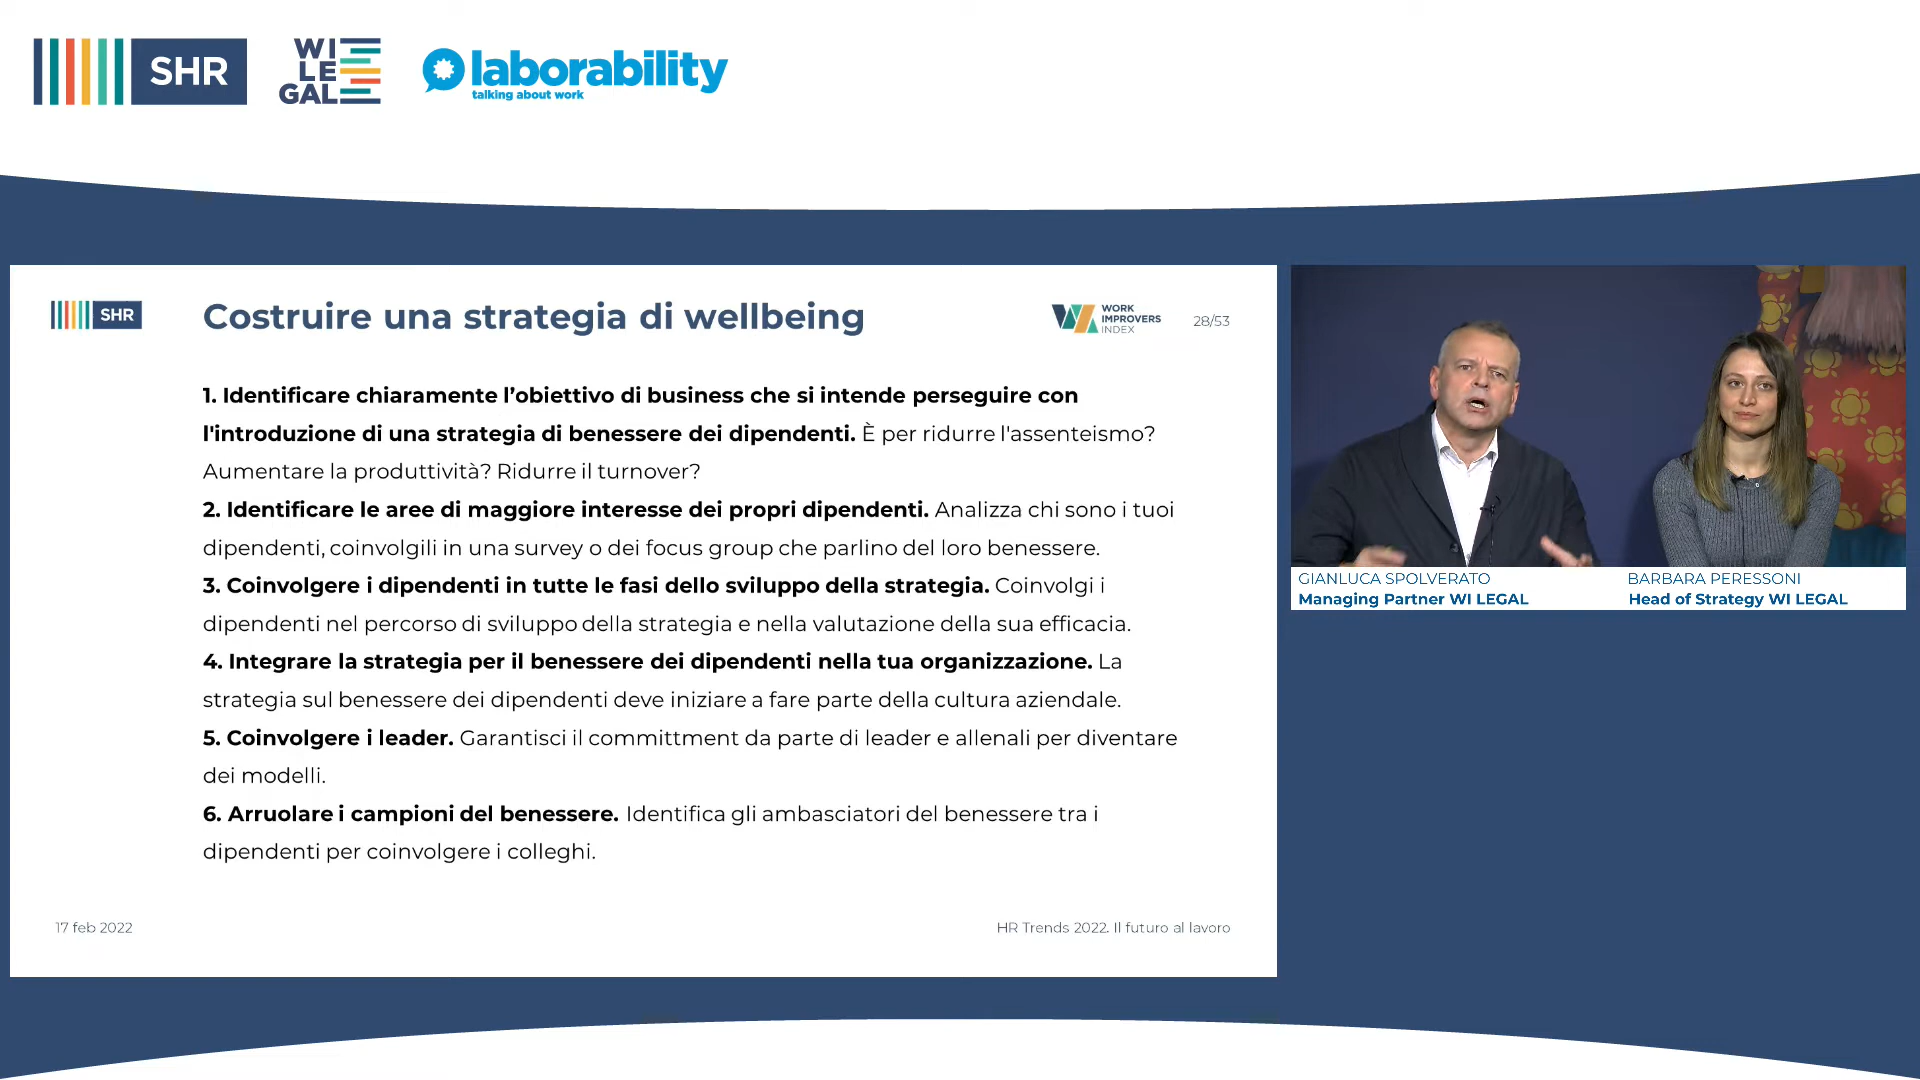 SHR
WI
LE
GAL
laborability
talking about work
SHR
Costruire una strategia di wellbeing
WORK
IMPROVERS
INDEX
28/53
1. Identificare chiaramente l’obiettivo di business che si intende perseguire con
l'introduzione di una strategia di benessere dei dipendenti. È per ridurre l'assenteismo?
Aumentare la produttività? Ridurre il turnover?
2. Identificare le aree di maggiore interesse dei propri dipendenti. Analizza chi sono i tuoi
dipendenti, coinvolgili in una survey o dei focus group che parlino del loro benessere.
3. Coinvolgere i dipendenti in tutte le fasi dello sviluppo della strategia. Coinvolgi i
dipendenti nel percorso di sviluppo della strategia e nella valutazione della sua efficacia.
4. Integrare la strategia per il benessere dei dipendenti nella tua organizzazione. La
strategia sul benessere dei dipendenti deve iniziare a fare parte della cultura aziendale.
5. Coinvolgere i leader. Garantisci il committment da parte di leader e allenali per diventare
dei modelli.
6. Arruolare i campioni del benessere. Identifica gli ambasciatori del benessere tra i
dipendenti per coinvolgere i colleghi.
17 feb 2022
HR Trends 2022. Il futuro al lavoro
GIANLUCA SPOLVERATO
Managing Partner WI LEGAL
BARBARA PERESSONI
Head of Strategy WI LEGAL